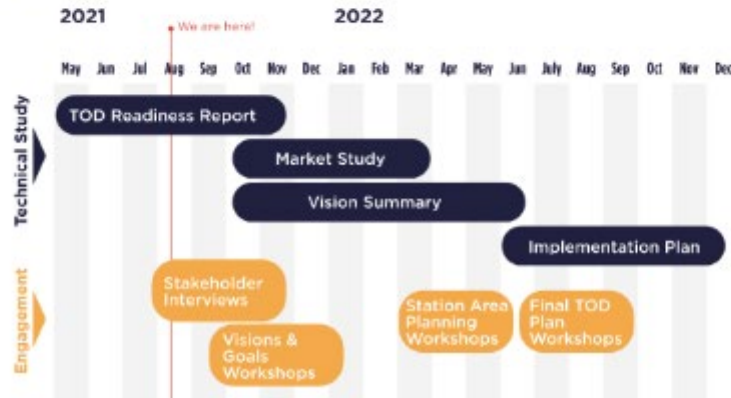 2021
2022
We are here!
May Jun Jul Aug Sep Oct Nov Dec Jan Feb Mar Apr May Jun July Aug Sep Oct Nov Dec
Technical Study
TOD Readiness Report
Market Study
Vision Summary
Implementation Plan
Engagement
Stakeholder
Interviews
Visions &
Goals
Workshops
Station Area
Planning
Workshops
Final TOD
Plan
Workshops